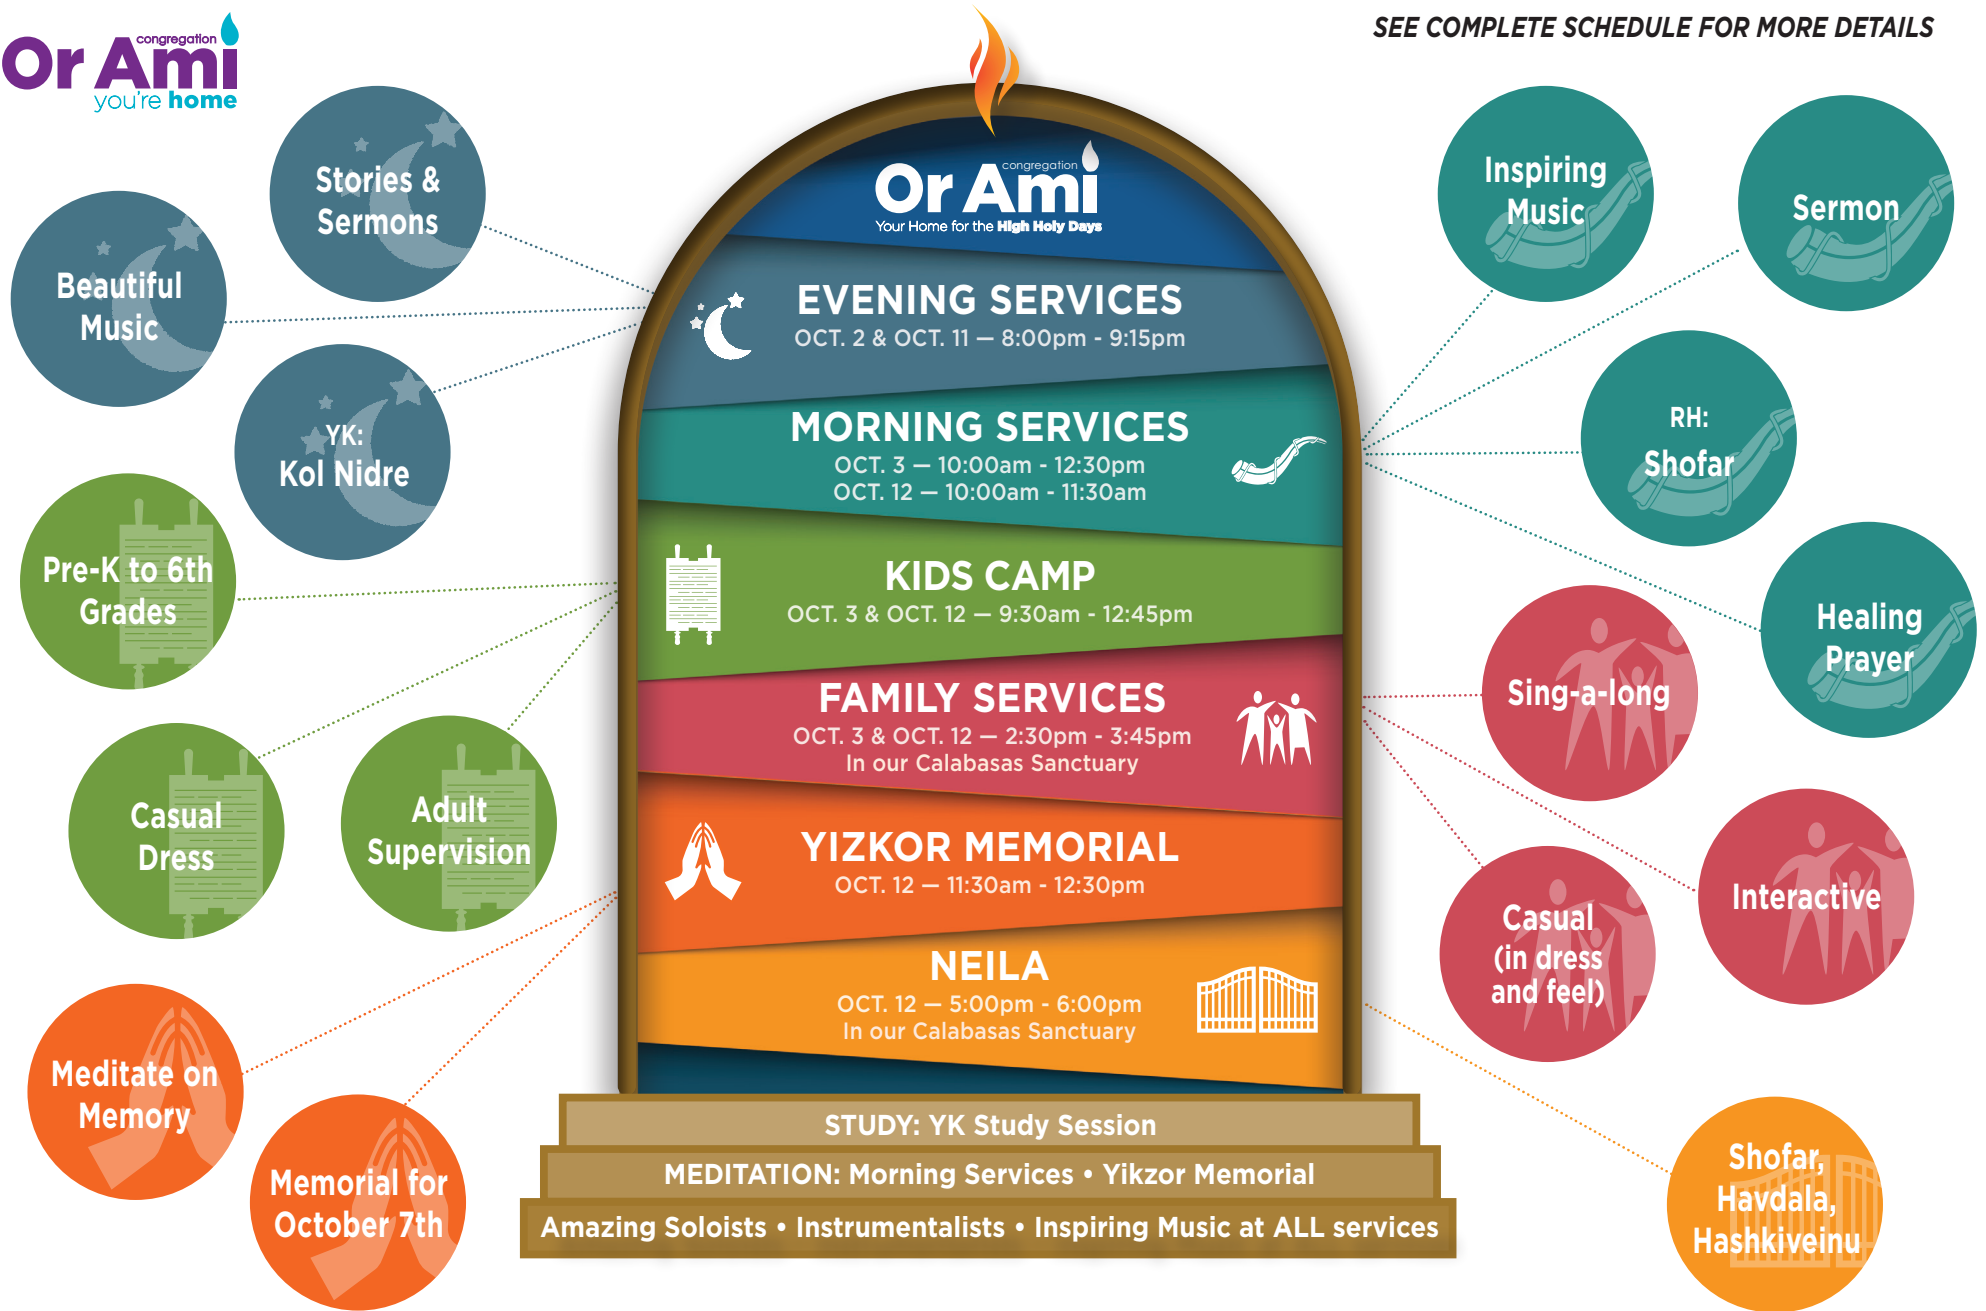 congregation
Or Ami
you're home
SEE COMPLETE SCHEDULE FOR MORE DETAILS
Stories &
Sermons
Beautiful
Music
YK:
Kol Nidre
Pre-K to 6th
Grades
Casual
Dress
Adult
Supervision
Meditate on
Memory
Memorial for
October 7th
congregation
Or Ami
Your Home for the High Holy Days
EVENING SERVICES
OCT. 2 & OCT. 11 — 8:00pm - 9:15pm
MORNING SERVICES
OCT. 3 — 10:00am - 12:30pm
OCT. 12 — 10:00am - 11:30am
KIDS CAMP
OCT. 3 & OCT. 12 — 9:30am - 12:45pm
FAMILY SERVICES
OCT. 3 & OCT. 12 — 2:30pm - 3:45pm
In our Calabasas Sanctuary
YIZKOR MEMORIAL
OCT. 12 — 11:30am - 12:30pm
NEILA
OCT. 12 — 5:00pm - 6:00pm
In our Calabasas Sanctuary
STUDY: YK Study Session
MEDITATION: Morning Services • Yikzor Memorial
Amazing Soloists • Instrumentalists • Inspiring Music at ALL services
Inspiring
Music
Sermon
RH:
Shofar
Healing
Prayer
Sing-a-long
Interactive
Casual
(in dress
and feel)
Shofar,
Havdala,
Hashkiveinu